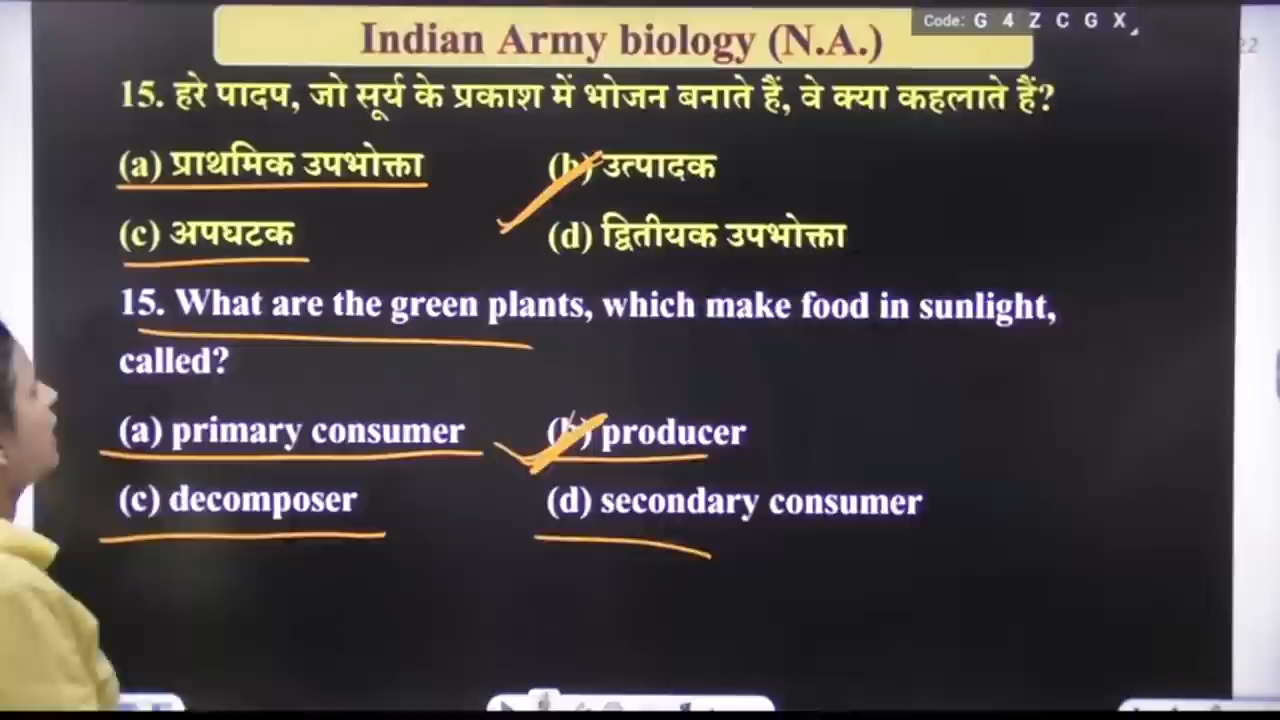 Indian Army biology (N.A.)
Code: G 4 Z C G X
22
15. हरे पादप, जो सूर्य के प्रकाश में भोजन बनाते हैं, वे क्या कहलाते हैं?
(a) प्राथमिक उपभोक्ता (b) उत्पादक
(c) अपघटक (d) द्वितीयक उपभोक्ता
15. What are the green plants, which make food in sunlight,
called?
(a) primary consumer (b) producer
(c) decomposer (d) secondary consumer